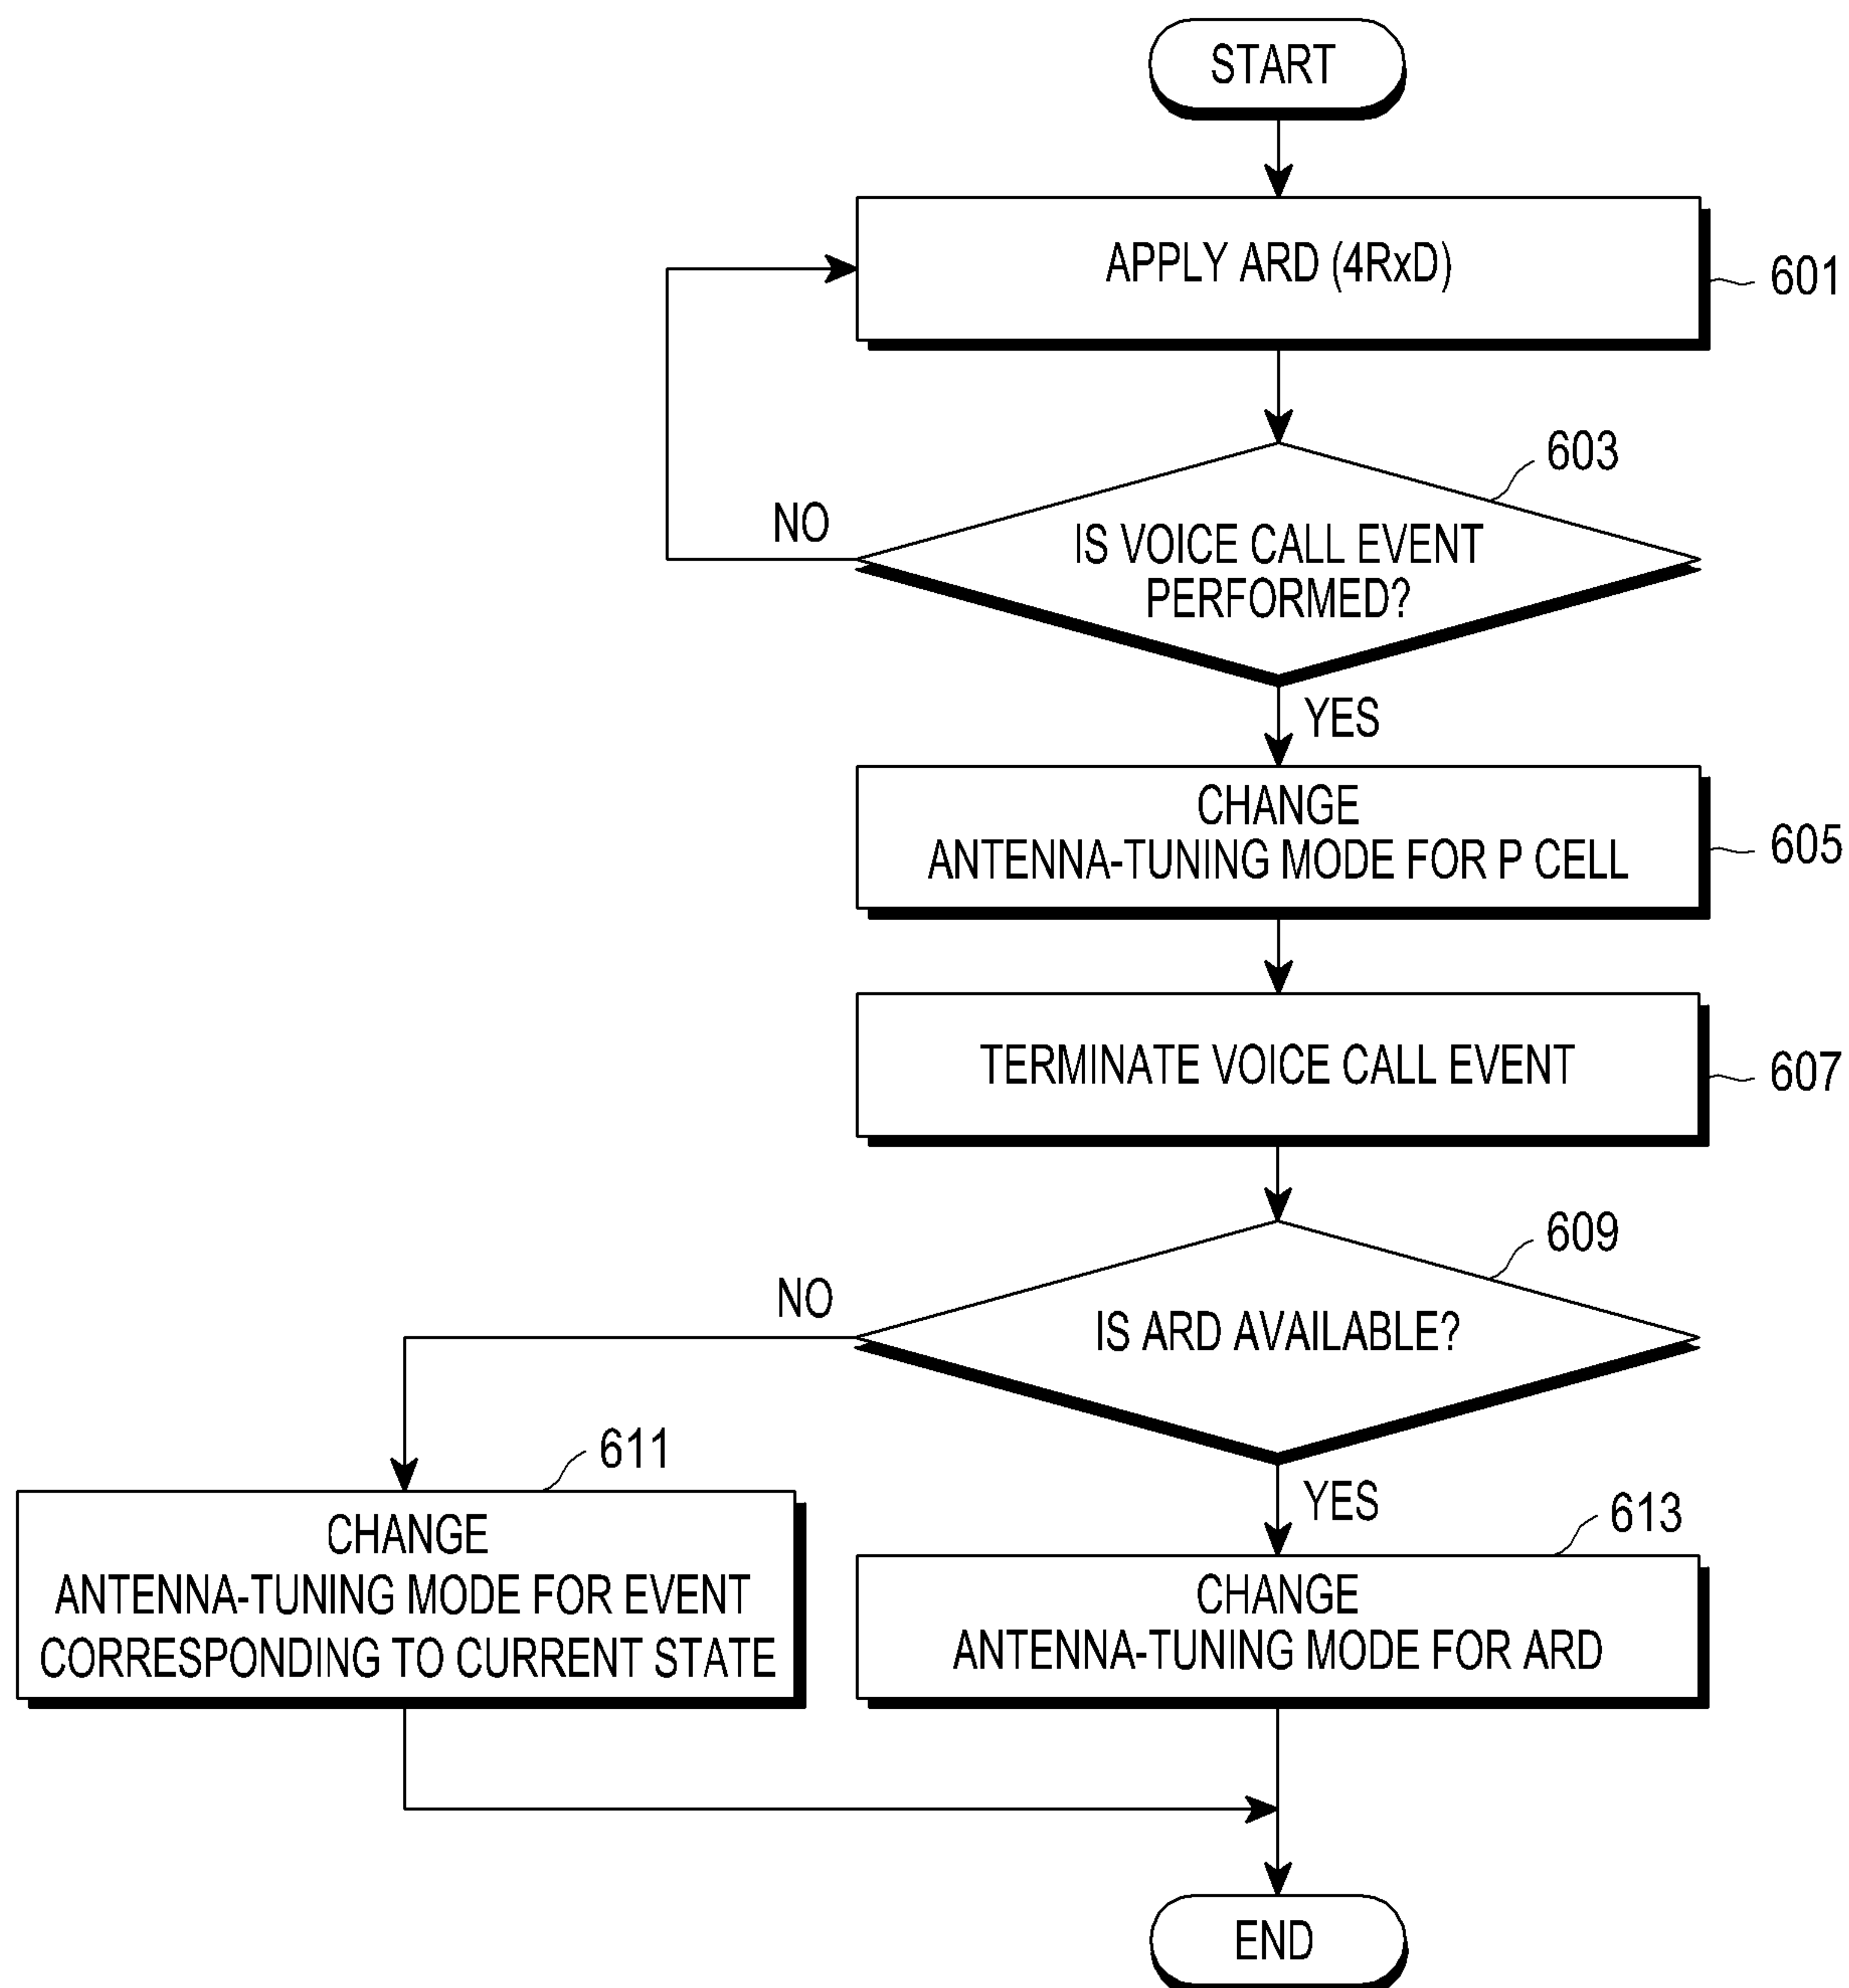 START
APPLY ARD (4RxD)
601
603
NO
IS VOICE CALL EVENT
PERFORMED?
YES
CHANGE
ANTENNA-TUNING MODE FOR P CELL
605
TERMINATE VOICE CALL EVENT
607
609
NO
IS ARD AVAILABLE?
611
YES
613
CHANGE
ANTENNA-TUNING MODE FOR EVENT
CORRESPONDING TO CURRENT STATE
CHANGE
ANTENNA-TUNING MODE FOR ARD
END